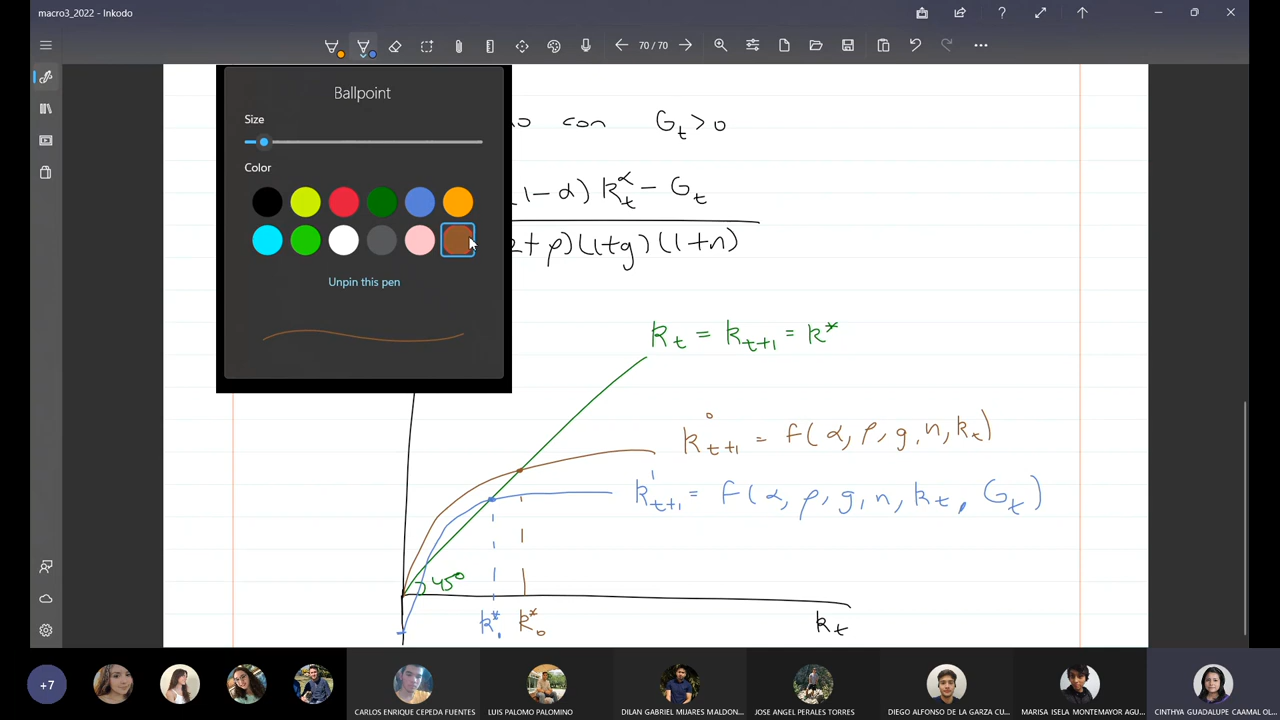 macro3_2022 - Inkodo
70 / 70
Ballpoint
Size
Color
Unpin this pen
con G_t > 0
1 - α) k_t^α - G_t
+ ρ)(1+g)(1+n)
k_t = k_{t+1} = k*
k^0_{t+1} = f(α, ρ, g, n, k_t)
k^1_{t+1} = f(α, ρ, g, n, k_t, G_t)
45°
k*_1 k*_0 k_t
+7
CARLOS ENRIQUE CEPEDA FUENTES
LUIS PALOMO PALOMINO
DILAN GABRIEL MIJARES MALDON...
JOSE ANGEL PERALES TORRES
DIEGO ALFONSO DE LA GARZA CU...
MARISA ISELA MONTEMAYOR AGU...
CINTHYA GUADALUPE CAAMAL OL...